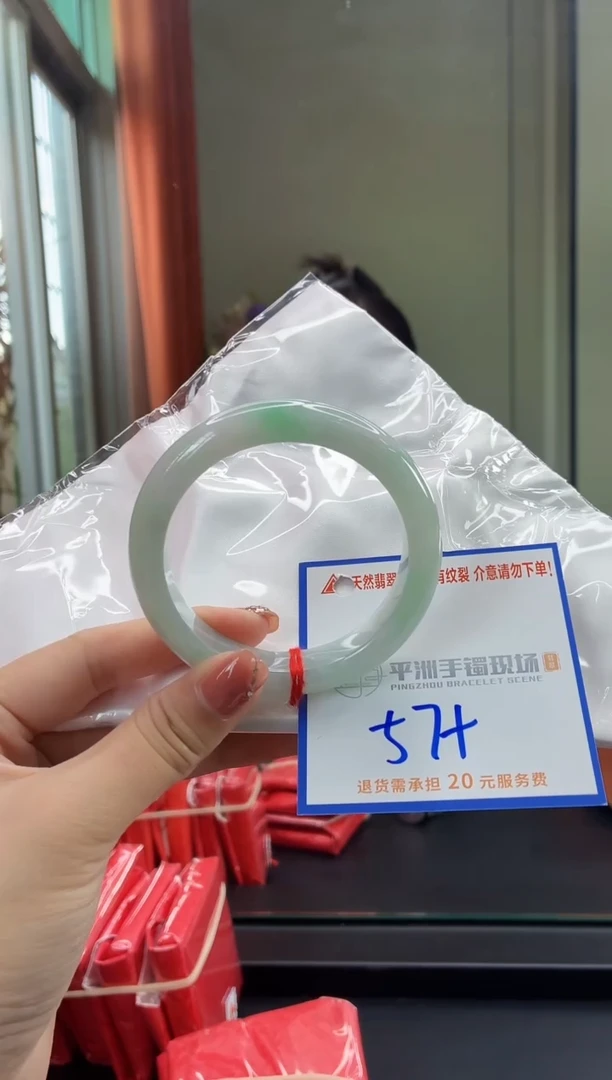 天然翡翠 有纹裂 介意请勿下单!
平洲手镯现场
PINGZHOU BRACELET SCENE
57H
退货需承担 20 元服务费